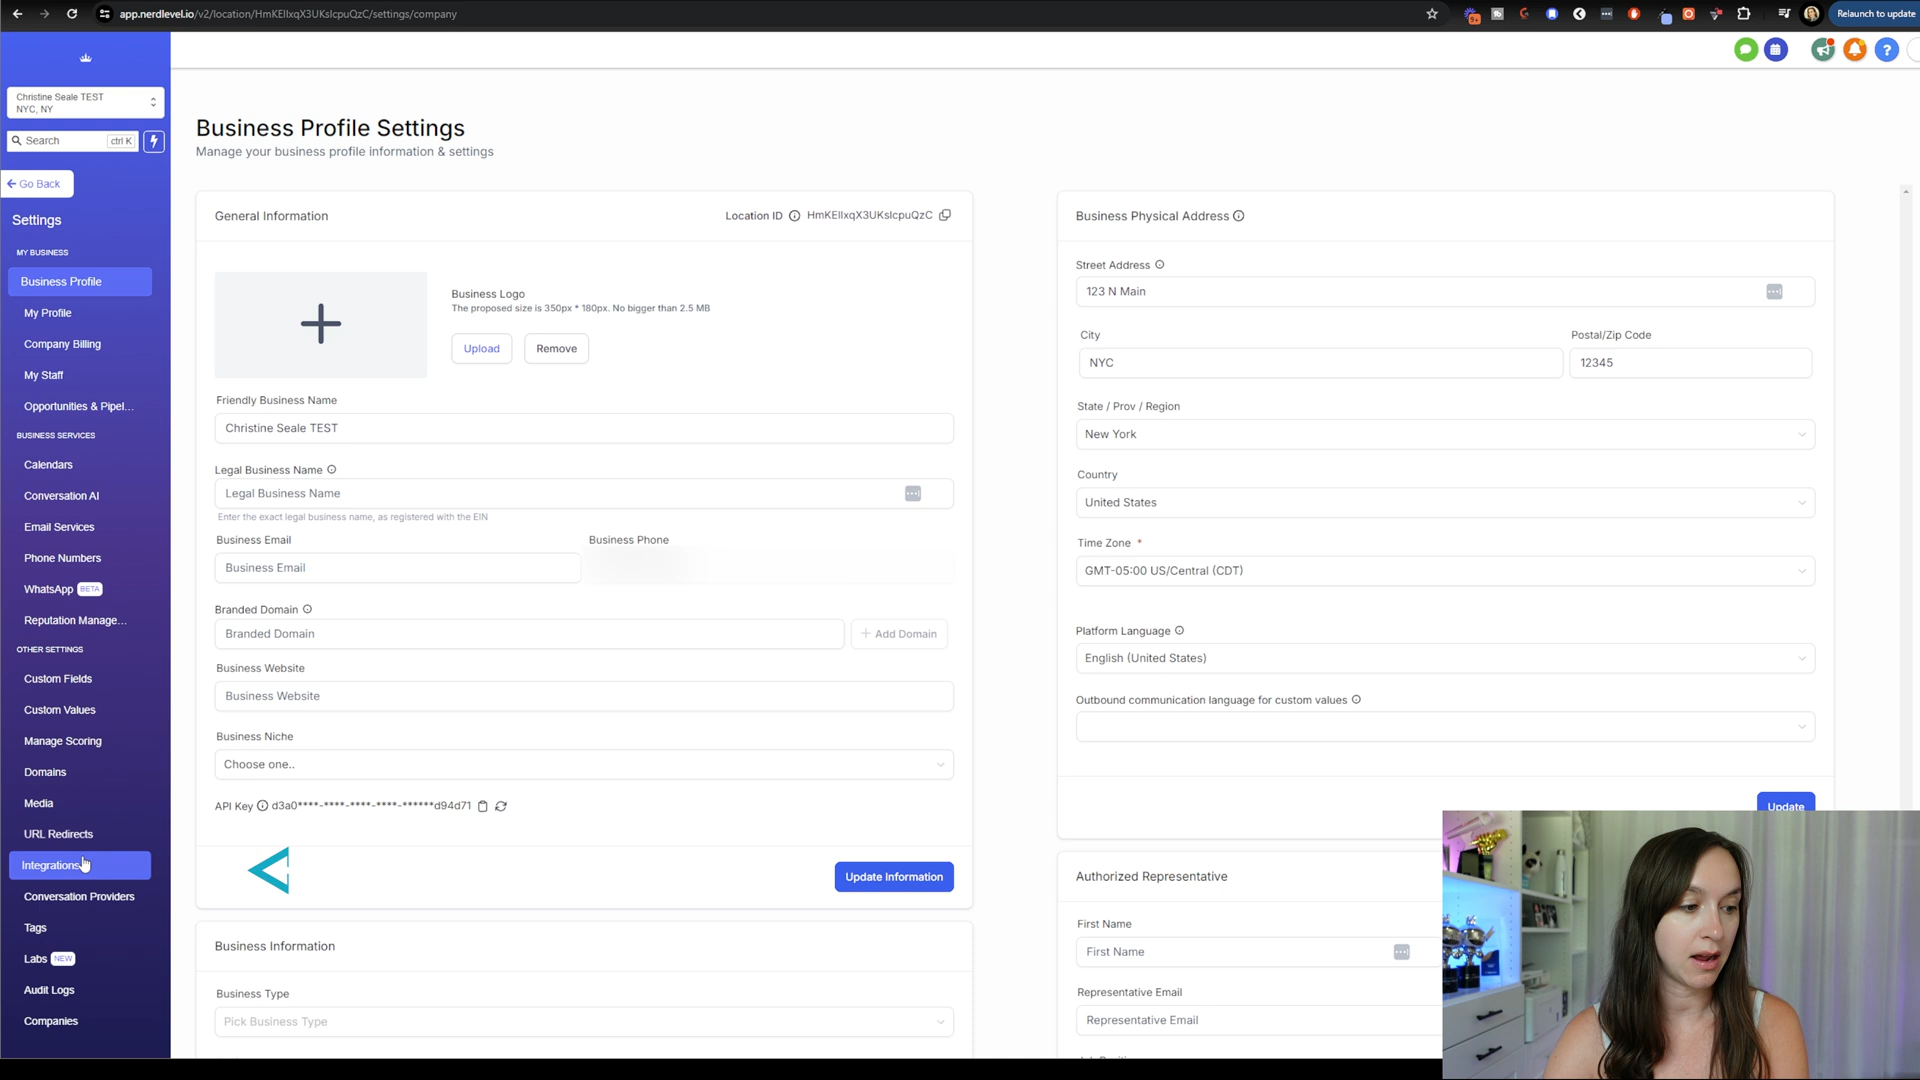 app.nerdlevel.io/v2/location/HmKEllxqX3UKslcpuQzC/settings/company
9+
Relaunch to update
Christine Seale TEST
NYC, NY
Search
ctrl K
Go Back
Settings
MY BUSINESS
Business Profile
My Profile
Company Billing
My Staff
Opportunities & Pipel...
BUSINESS SERVICES
Calendars
Conversation AI
Email Services
Phone Numbers
WhatsApp BETA
Reputation Manage...
OTHER SETTINGS
Custom Fields
Custom Values
Manage Scoring
Domains
Media
URL Redirects
Integrations
Conversation Providers
Tags
Labs NEW
Audit Logs
Companies
Business Profile Settings
Manage your business profile information & settings
General Information
Location ID HmKEllxqX3UKslcpuQzC
Business Logo
The proposed size is 350px * 180px. No bigger than 2.5 MB
Upload
Remove
Friendly Business Name
Christine Seale TEST
Legal Business Name
Legal Business Name
Enter the exact legal business name, as registered with the EIN
Business Email
Business Phone
Business Email
Branded Domain
Branded Domain
+ Add Domain
Business Website
Business Website
Business Niche
Choose one..
API Key d3a0****-****-****-****-******d94d71
Update Information
Business Information
Business Type
Pick Business Type
Business Physical Address
Street Address
123 N Main
City
Postal/Zip Code
NYC
12345
State / Prov / Region
New York
Country
United States
Time Zone *
GMT-05:00 US/Central (CDT)
Platform Language
English (United States)
Outbound communication language for custom values
Update
Authorized Representative
First Name
First Name
Representative Email
Representative Email